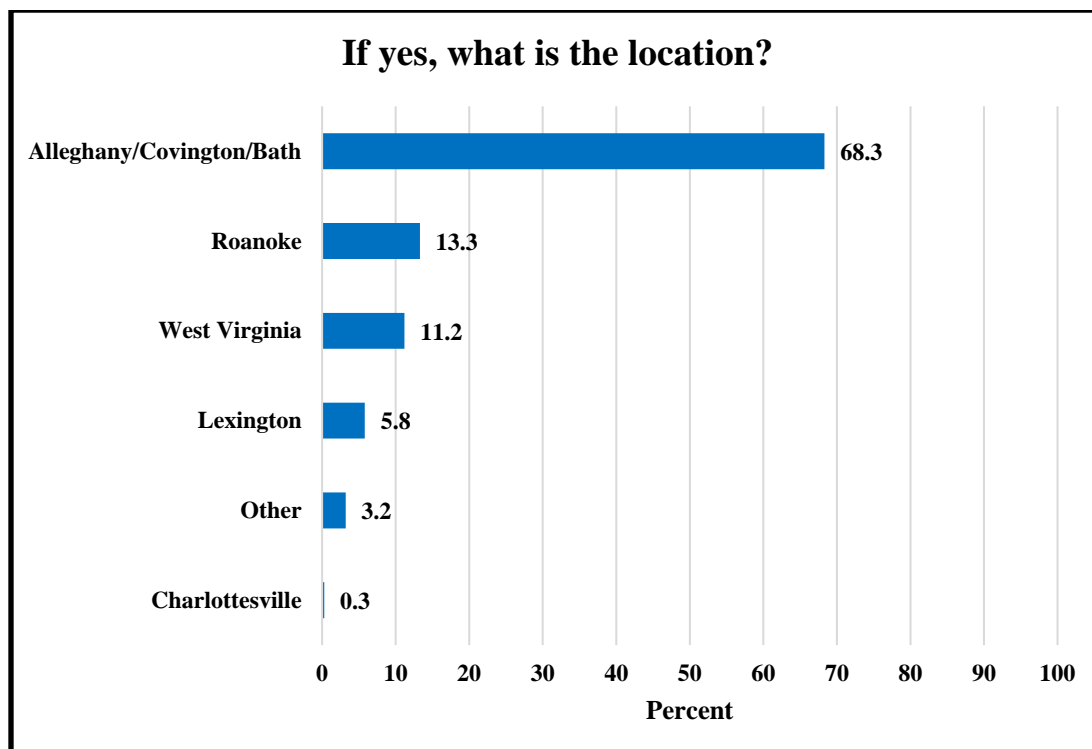 If yes, what is the location?
Alleghany/Covington/Bath 68.3
Roanoke 13.3
West Virginia 11.2
Lexington 5.8
Other 3.2
Charlottesville 0.3
0 10 20 30 40 50 60 70 80 90 100
Percent